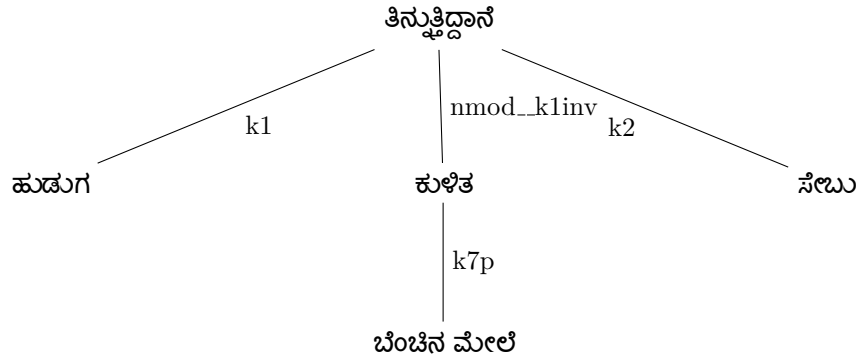 ತಿನ್ನುತ್ತಿದ್ದಾನೆ
nmod__k1inv
k1
k2
ಹುಡುಗ ಕುಳಿತ ಸೇಬು
k7p
ಬೆಂಚಿನ ಮೇಲೆ